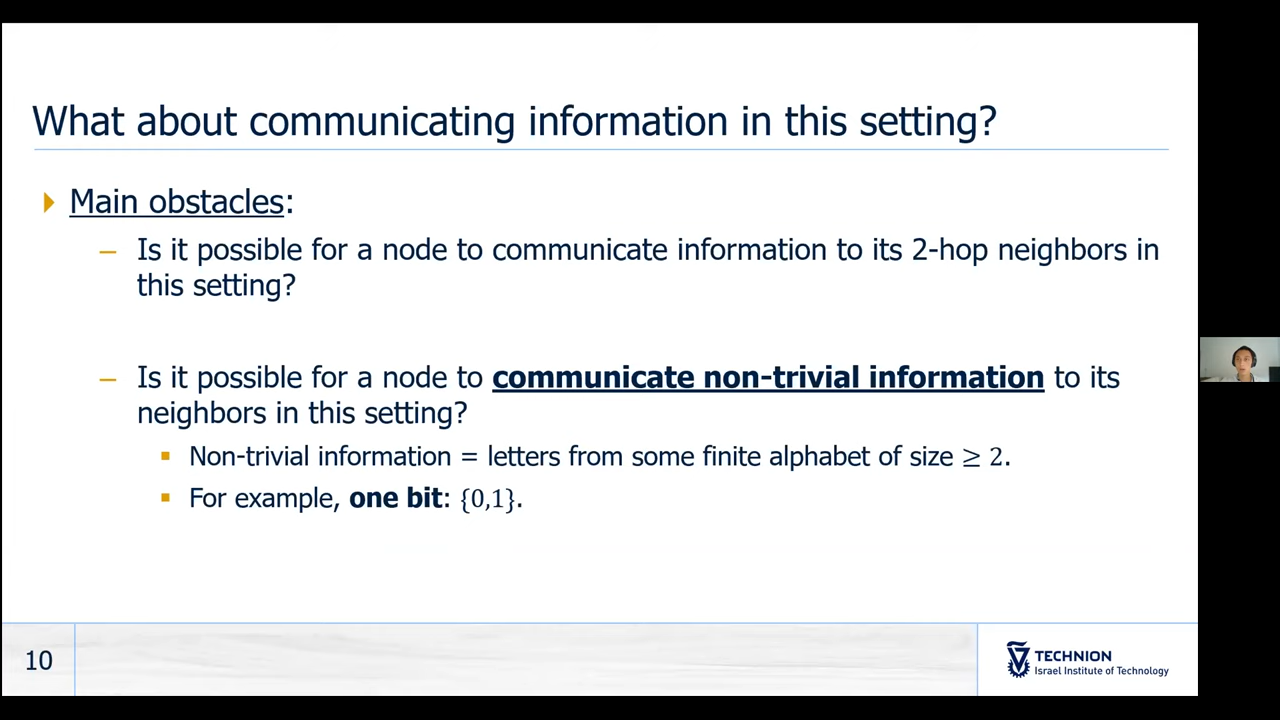 What about communicating information in this setting?
Main obstacles:
– Is it possible for a node to communicate information to its 2-hop neighbors in
this setting?
– Is it possible for a node to communicate non-trivial information to its
neighbors in this setting?
▪ Non-trivial information = letters from some finite alphabet of size ≥ 2.
▪ For example, one bit: {0,1}.
10
TECHNION
Israel Institute of Technology